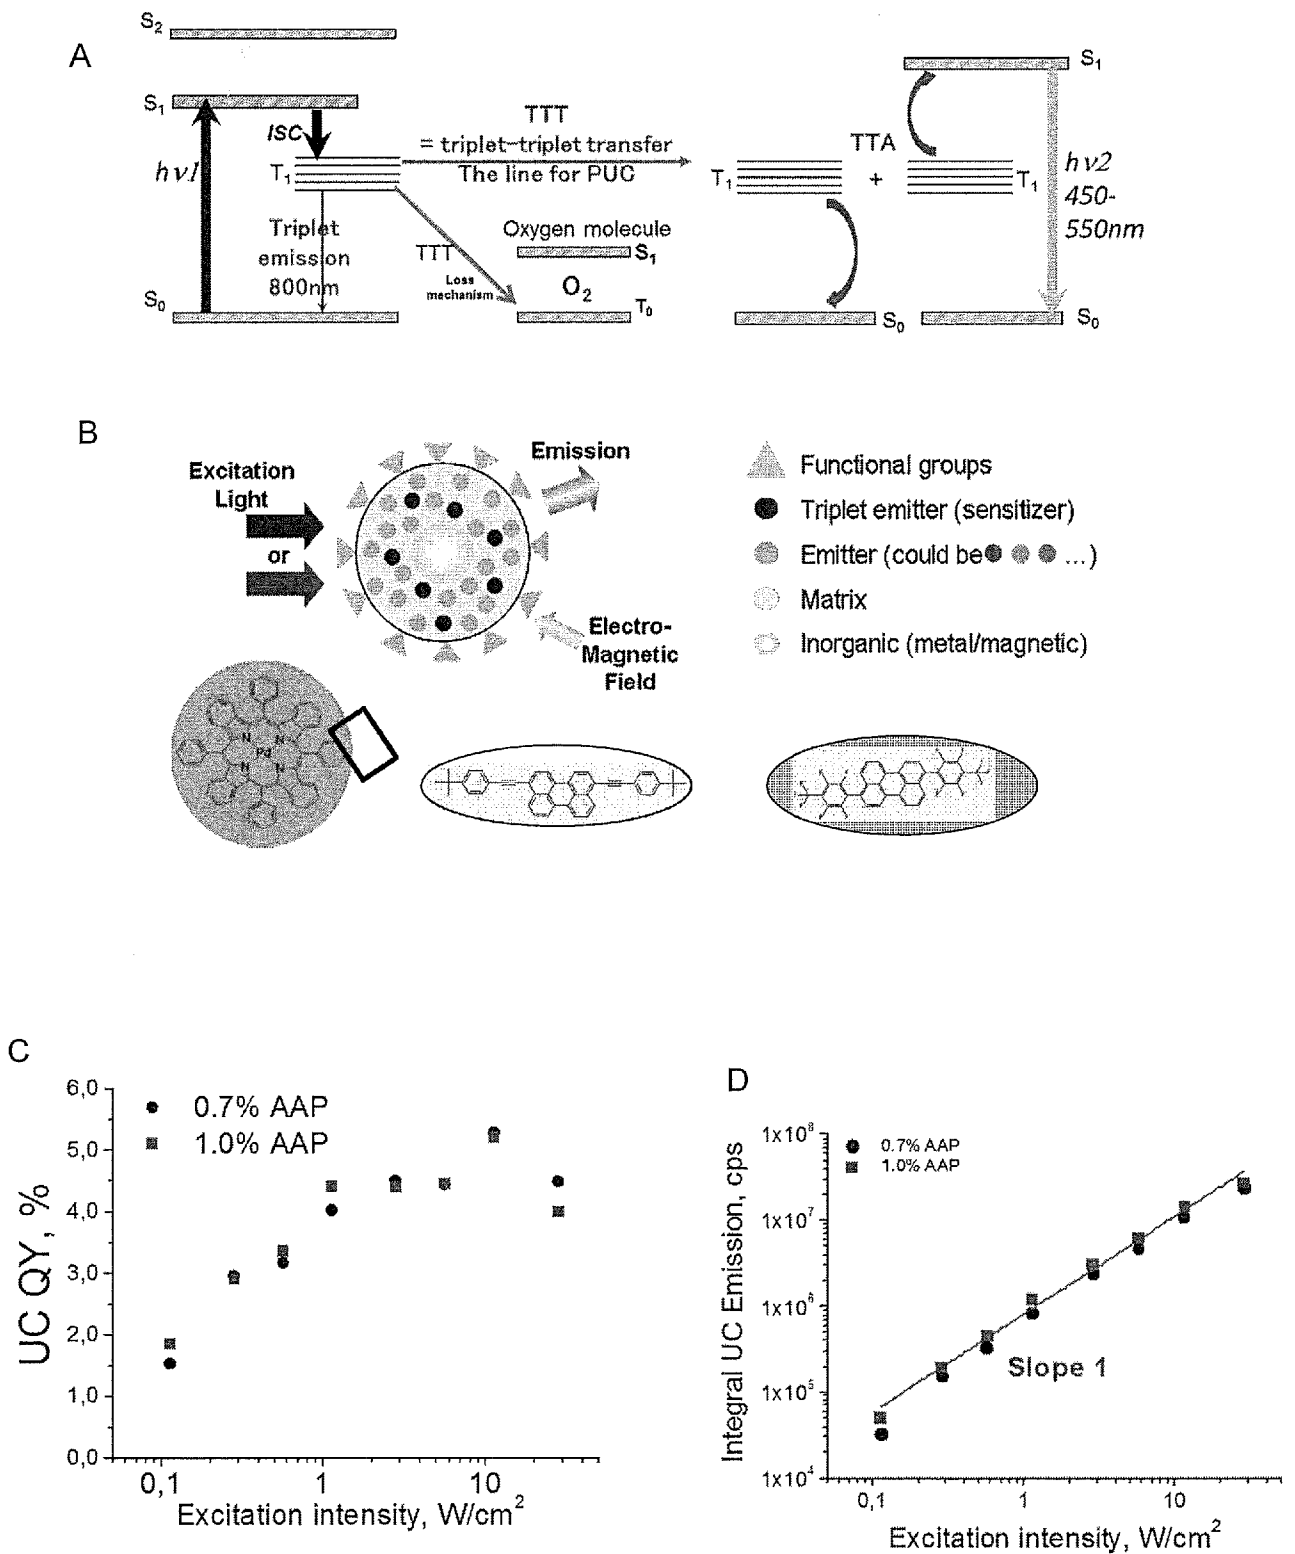 A
S2
S1
ISC
hν1
T1
Triplet
emission
800nm
S0
TTT
= triplet-triplet transfer
The line for PUC
TTT
Loss
mechanism
Oxygen molecule
S1
O2
T0
T1
TTA
+
T1
S1
hν2
450-
550nm
S0
S0
B
Excitation
Light
or
Emission
Electro-
Magnetic
Field
Functional groups
Triplet emitter (sensitizer)
Emitter (could be ...)
Matrix
Inorganic (metal/magnetic)
N N
Pd
N N
C
6,0
5,0
4,0
3,0
2,0
1,0
0,0
UC QY, %
0.7% AAP
1.0% AAP
0,1 1 10
Excitation intensity, W/cm2
D
1x10^8
1x10^7
1x10^6
1x10^5
1x10^4
Integral UC Emission, cps
0.7% AAP
1.0% AAP
Slope 1
0,1 1 10
Excitation intensity, W/cm2